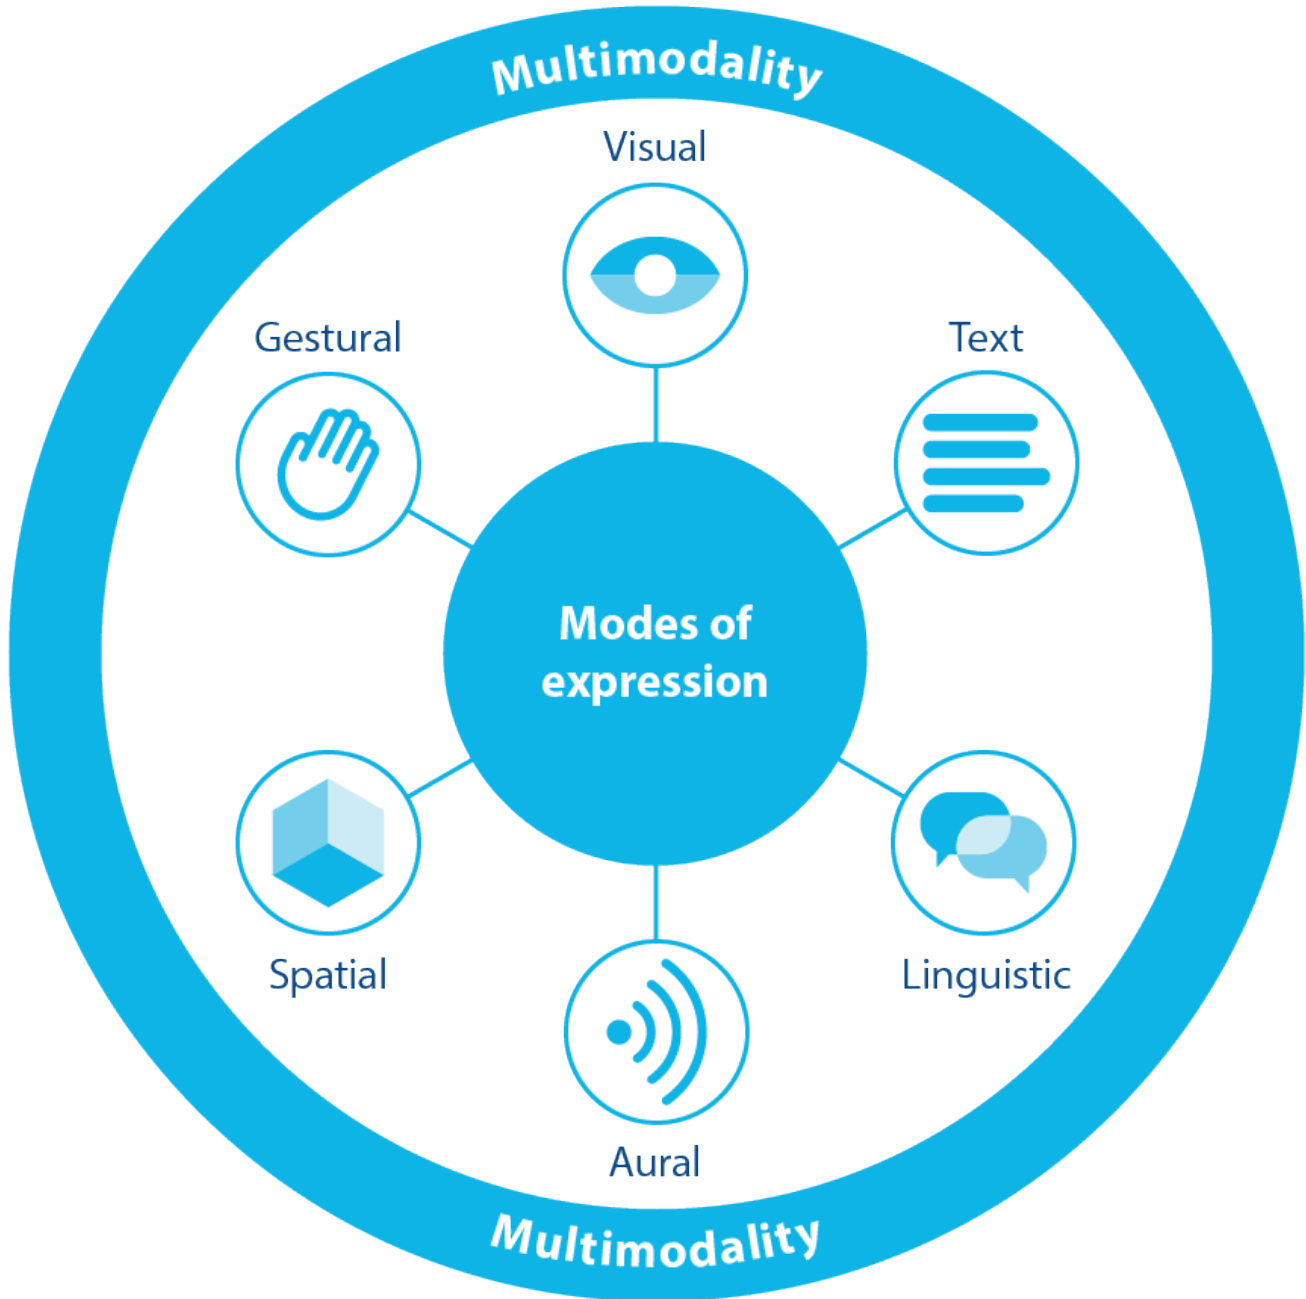 Multimodality
Visual
Gestural
Text
Modes of
expression
Spatial
Linguistic
Aural
Multimodality